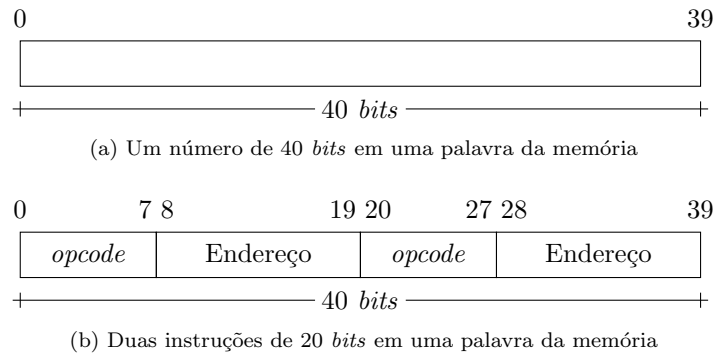 0 39
40 bits
(a) Um número de 40 bits em uma palavra da memória
0 7 8 19 20 27 28 39
opcode Endereço opcode Endereço
40 bits
(b) Duas instruções de 20 bits em uma palavra da memória